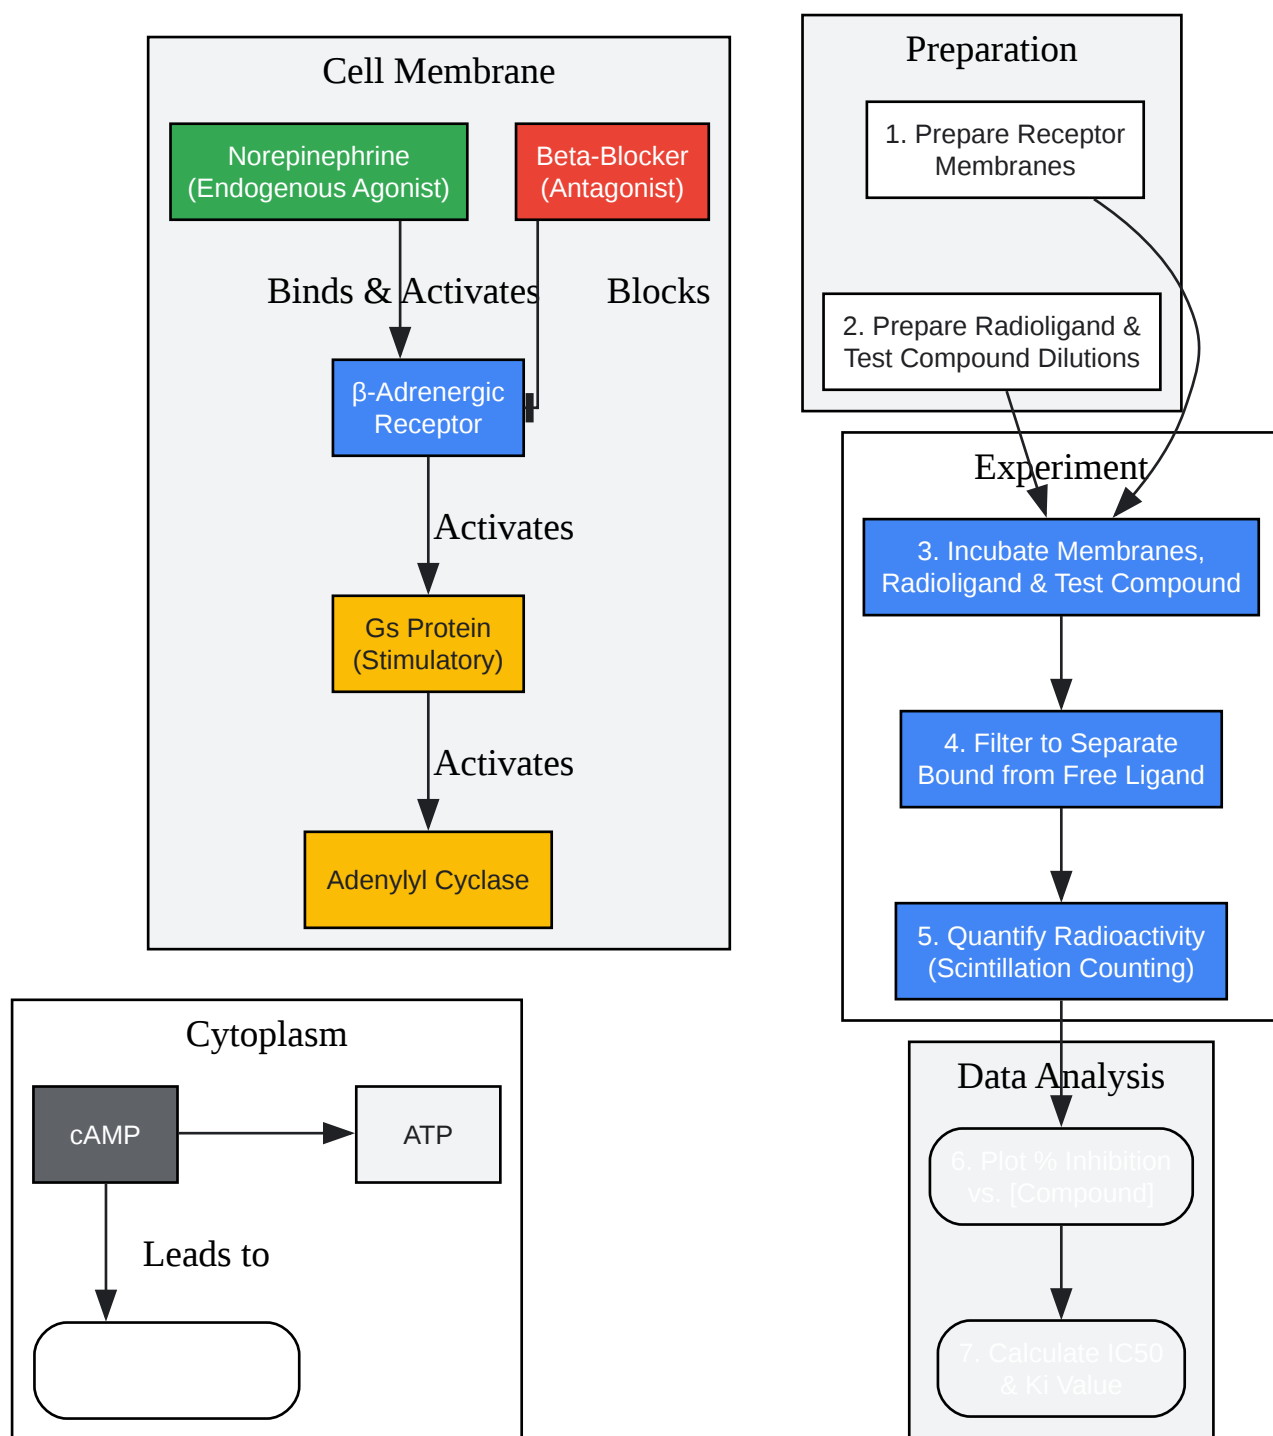 Cell Membrane
Norepinephrine
(Endogenous Agonist)
Beta-Blocker
(Antagonist)
Binds & Activates
Blocks
β-Adrenergic
Receptor
Activates
Gs Protein
(Stimulatory)
Activates
Adenylyl Cyclase
Cytoplasm
cAMP
ATP
Leads to
Preparation
1. Prepare Receptor
Membranes
2. Prepare Radioligand &
Test Compound Dilutions
Experiment
3. Incubate Membranes,
Radioligand & Test Compound
4. Filter to Separate
Bound from Free Ligand
5. Quantify Radioactivity
(Scintillation Counting)
Data Analysis
6. Plot % Inhibition
vs. [Compound]
7. Calculate IC50
& Ki Value